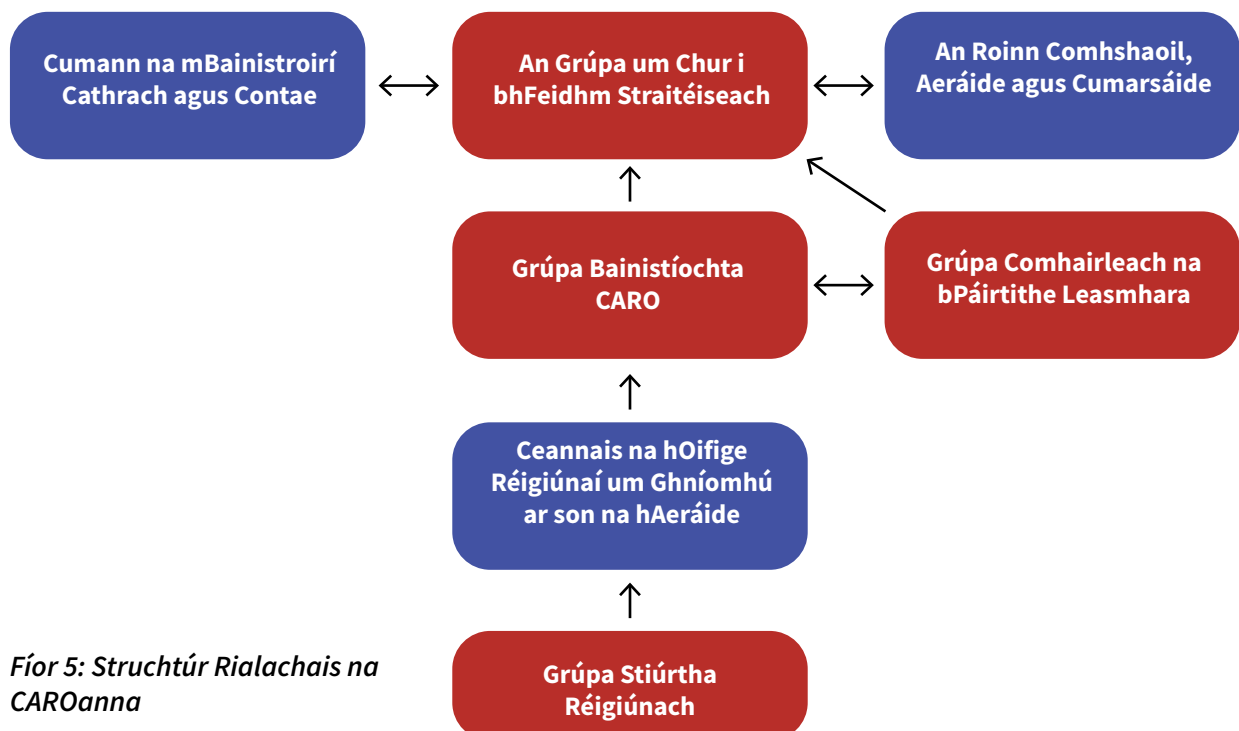 Cumann na mBainistroirí
Cathrach agus Contae
An Grúpa um Chur i
bhFeidhm Straitéiseach
An Roinn Comhshaoil,
Aeráide agus Cumarsáide
Grúpa Bainistíochta
CARO
Grúpa Comhairleach na
bPáirtithe Leasmhara
Ceannais na hOifige
Réigiúnaí um Ghníomhú
ar son na hAeráide
Grúpa Stiúrtha
Réigiúnach
Fíor 5: Struchtúr Rialachais na
CAROanna